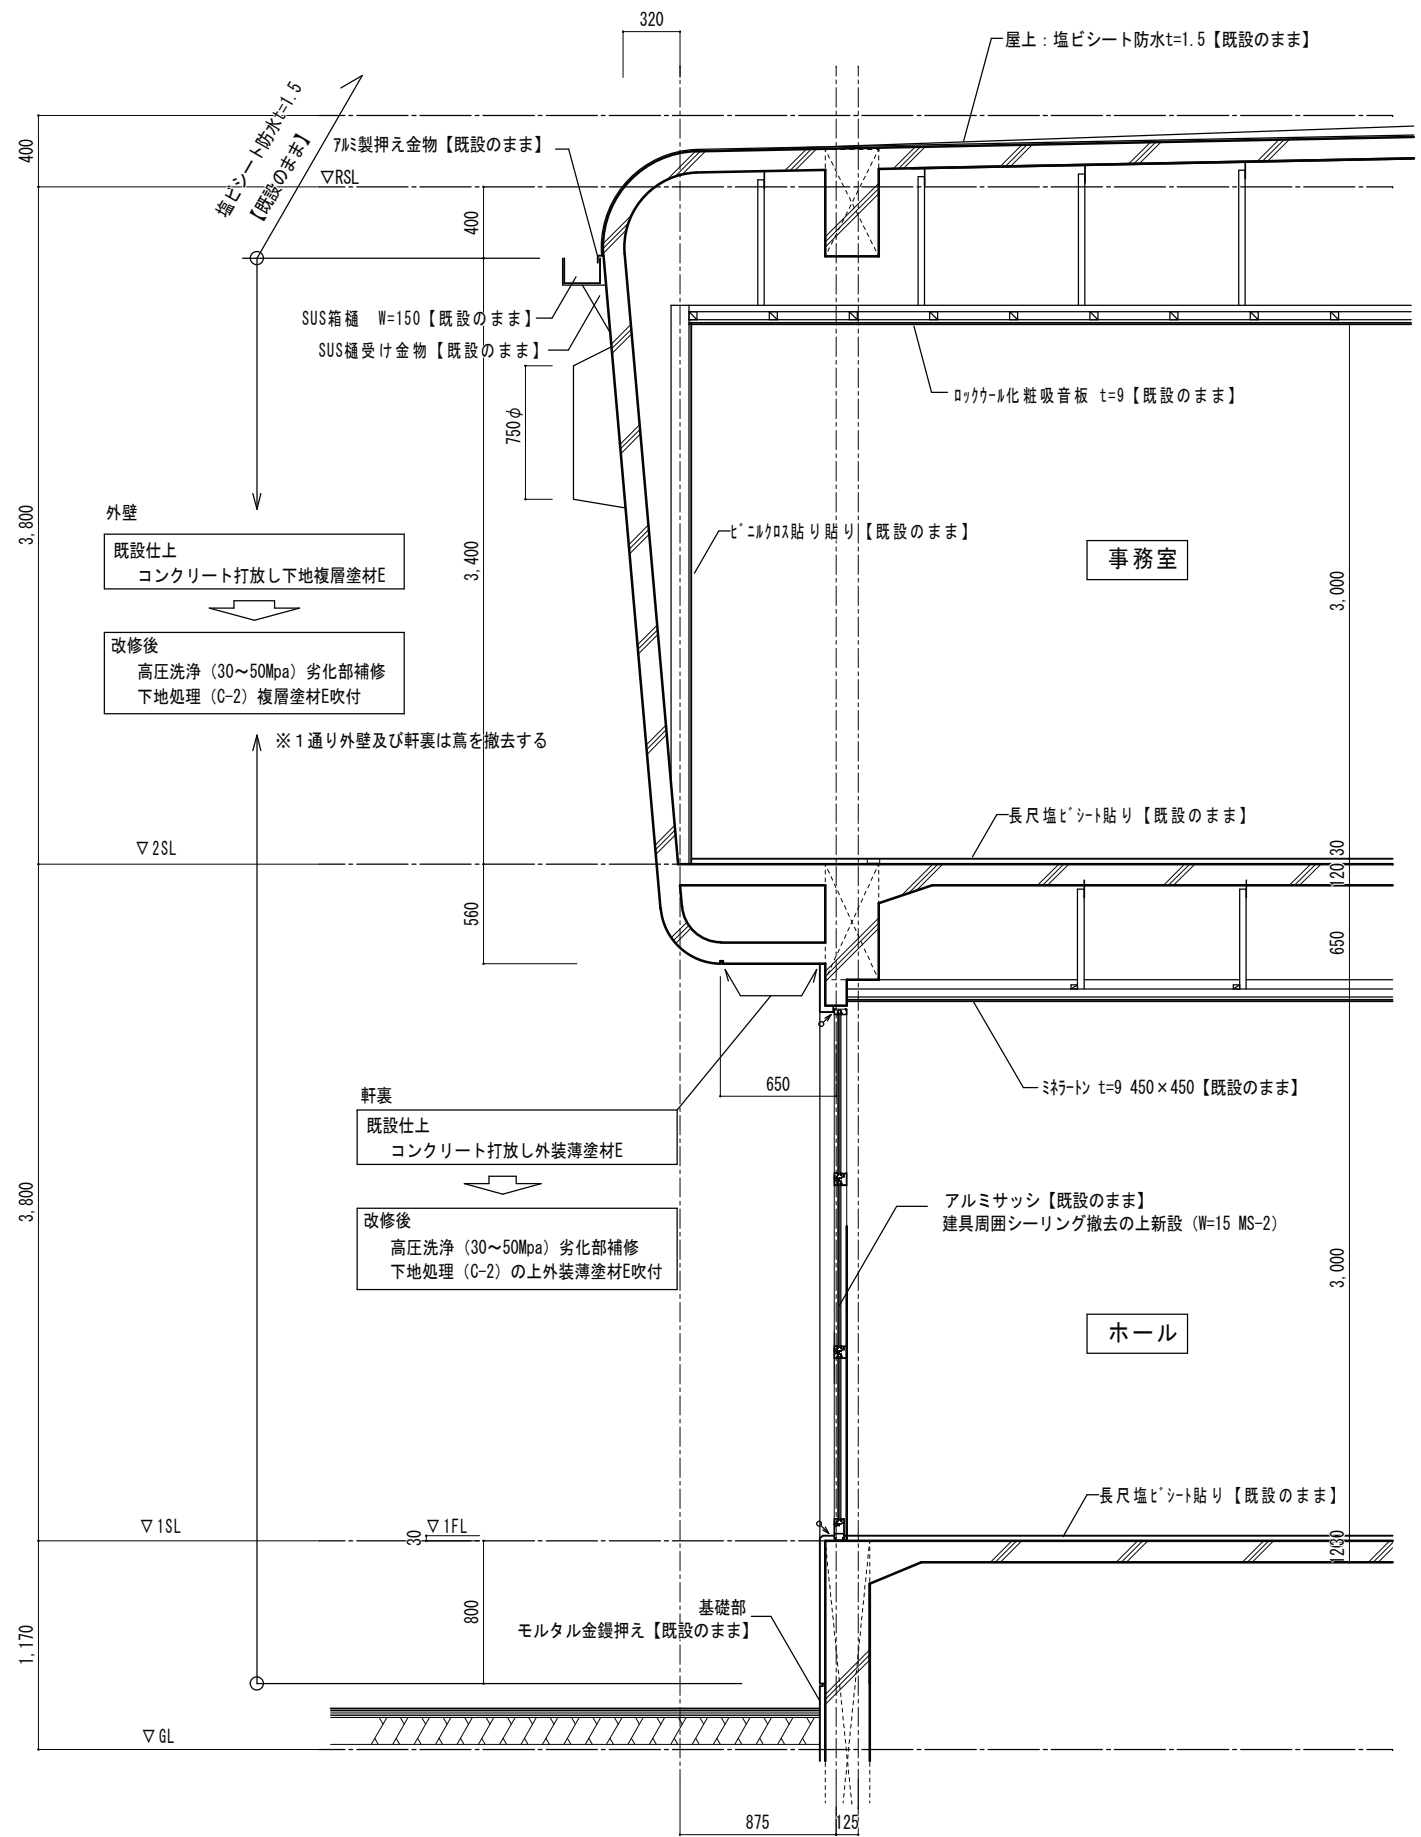 320
屋上：塩ビシート防水t=1.5【既設のまま】
塩ビシート防水t=1.5
【既設のまま】
400
ｱﾙﾐ製押え金物【既設のまま】
▽RSL
400
SUS箱樋　W=150【既設のまま】
SUS樋受け金物【既設のまま】
ﾛｯｸｳｰﾙ化粧吸音板 t=9【既設のまま】
750φ
3,800
外壁
既設仕上
コンクリート打放し下地複層塗材E
3,400
ﾋﾞﾆﾙｸﾛｽ貼り貼り【既設のまま】
事務室
3,000
改修後
高圧洗浄（30～50Mpa）劣化部補修
下地処理（C-2）複層塗材E吹付
※１通り外壁及び軒裏は蔦を撤去する
長尺塩ﾋﾞｼｰﾄ貼り【既設のまま】
▽2SL
30
120
560
650
650
ﾐﾈﾗｰﾄﾝ t=9 450×450【既設のまま】
軒裏
既設仕上
コンクリート打放し外装薄塗材E
3,800
改修後
高圧洗浄（30～50Mpa）劣化部補修
下地処理（C-2）の上外装薄塗材E吹付
アルミサッシ【既設のまま】
建具周囲シーリング撤去の上新設（W=15 MS-2）
3,000
ホール
長尺塩ﾋﾞｼｰﾄ貼り【既設のまま】
▽1SL
▽1FL
30
30
120
800
基礎部
モルタル金鏝押え【既設のまま】
1,170
▽GL
875
125